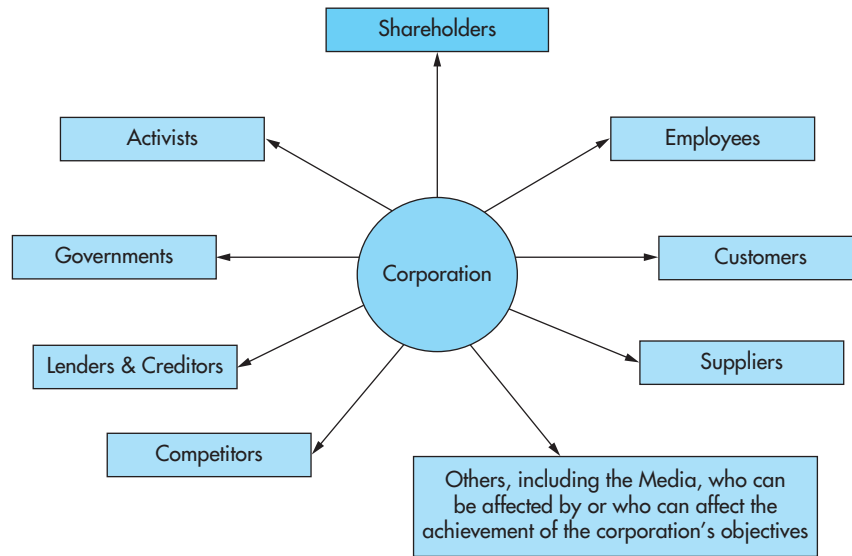 Shareholders
Activists
Employees
Governments
Corporation
Customers
Lenders & Creditors
Suppliers
Competitors
Others, including the Media, who can
be affected by or who can affect the
achievement of the corporation's objectives